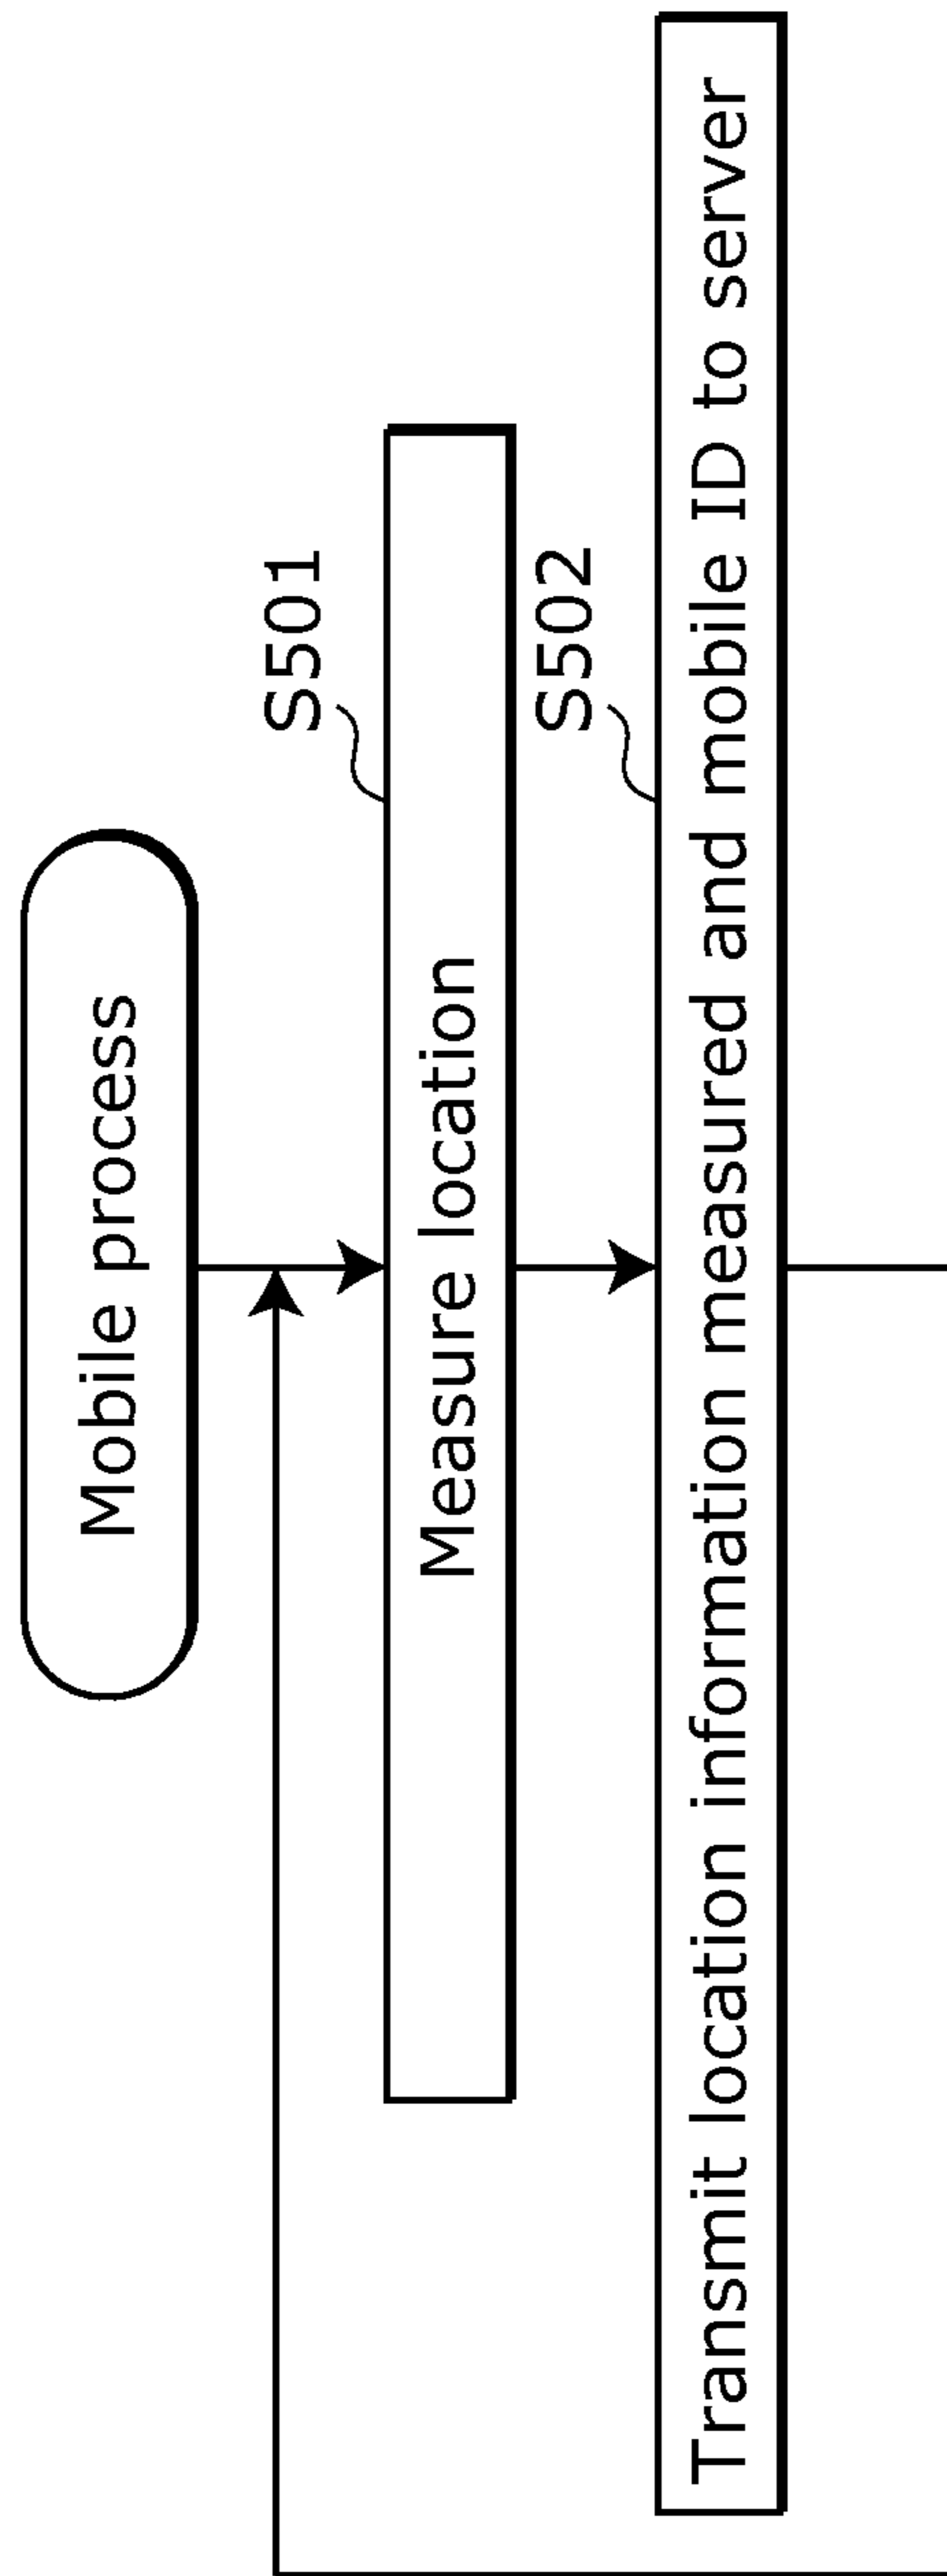 Mobile process
S501
Measure location
S502
Transmit location information measured and mobile ID to server